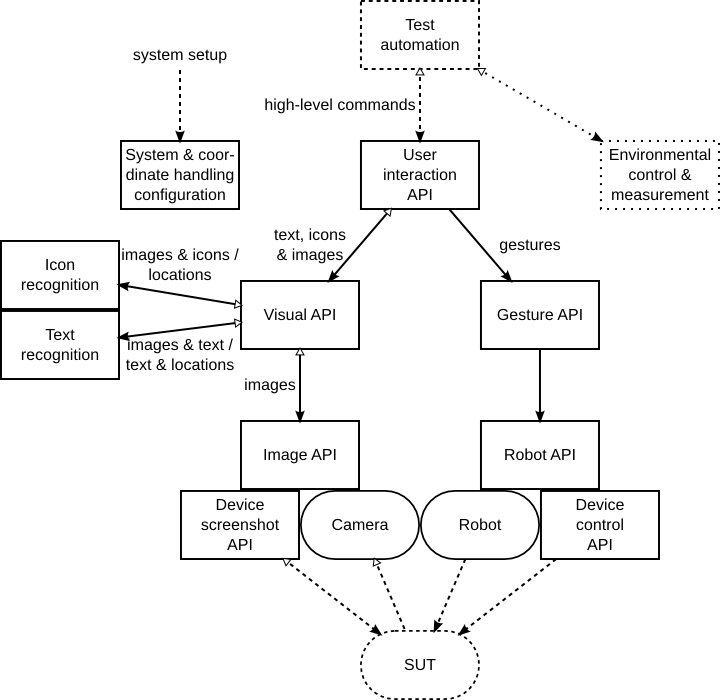 Test
automation
system setup
high-level commands
System & coor-
dinate handling
configuration
User
interaction
API
Environmental
control &
measurement
text, icons
& images
gestures
images & icons /
locations
Icon
recognition
Visual API
Gesture API
Text
recognition
images & text /
text & locations
images
Image API
Robot API
Device
screenshot
API
Camera
Robot
Device
control
API
SUT